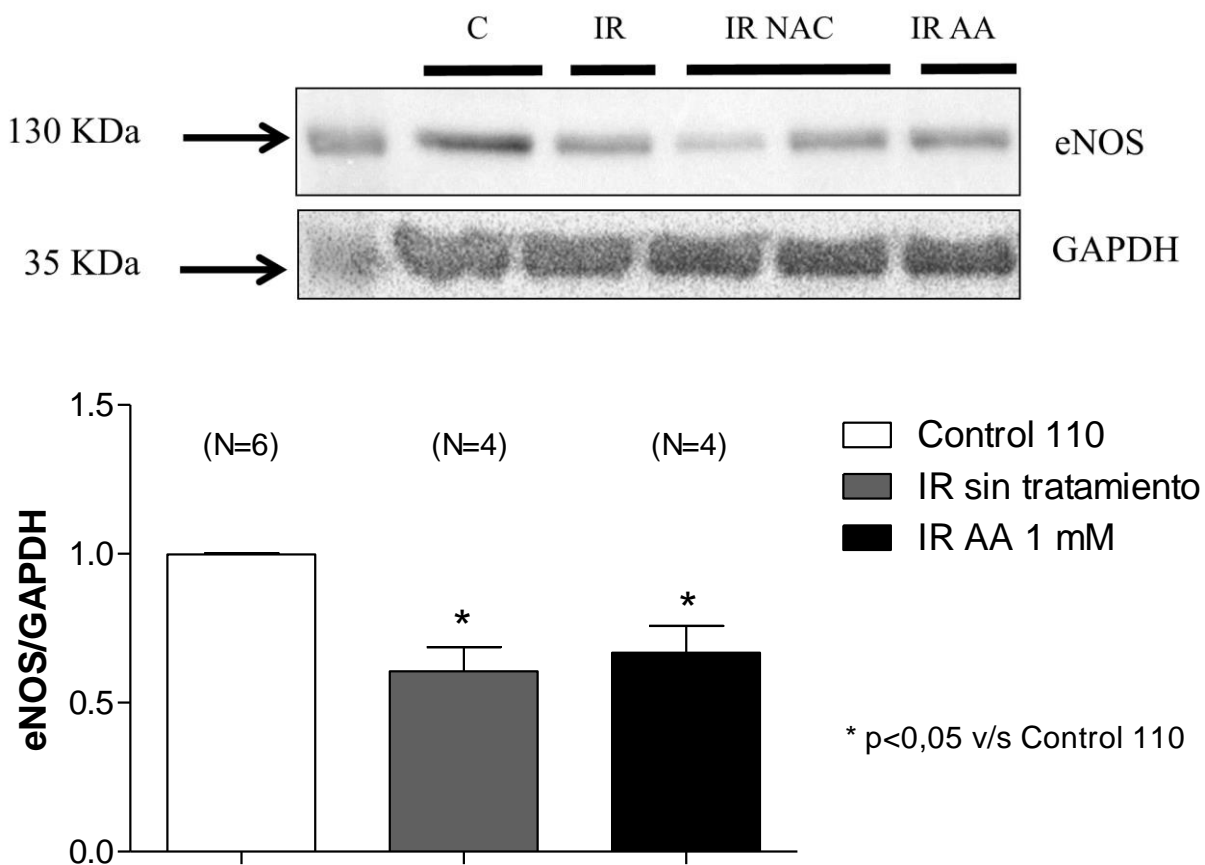 C IR IR NAC IR AA
130 KDa eNOS
35 KDa GAPDH
1.5
(N=6) (N=4) (N=4)
Control 110
IR sin tratamiento
IR AA 1 mM
1.0
* *
0.5
0.0
eNOS/GAPDH
* p<0,05 v/s Control 110